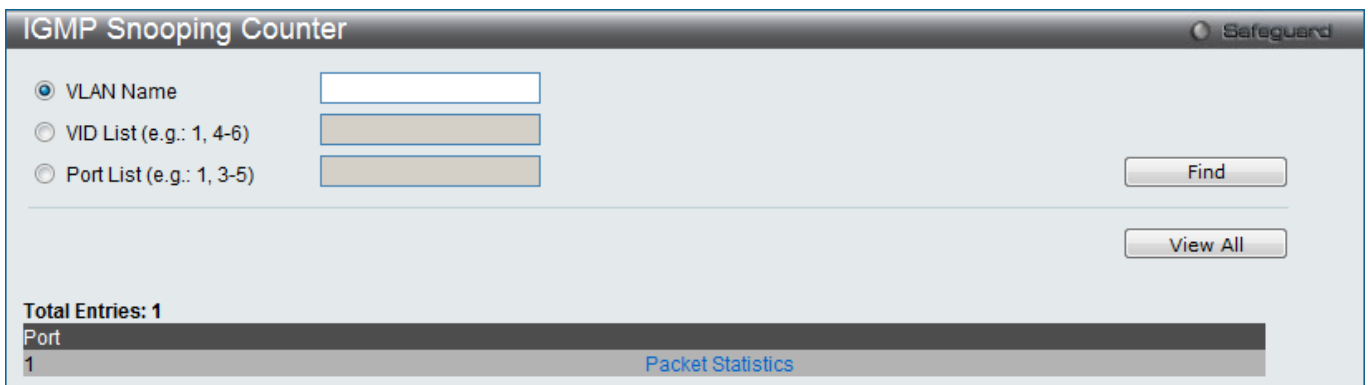 IGMP Snooping Counter
Safeguard
VLAN Name
VID List (e.g.: 1, 4-6)
Port List (e.g.: 1, 3-5)
Find
View All
Total Entries: 1
Port
1 Packet Statistics